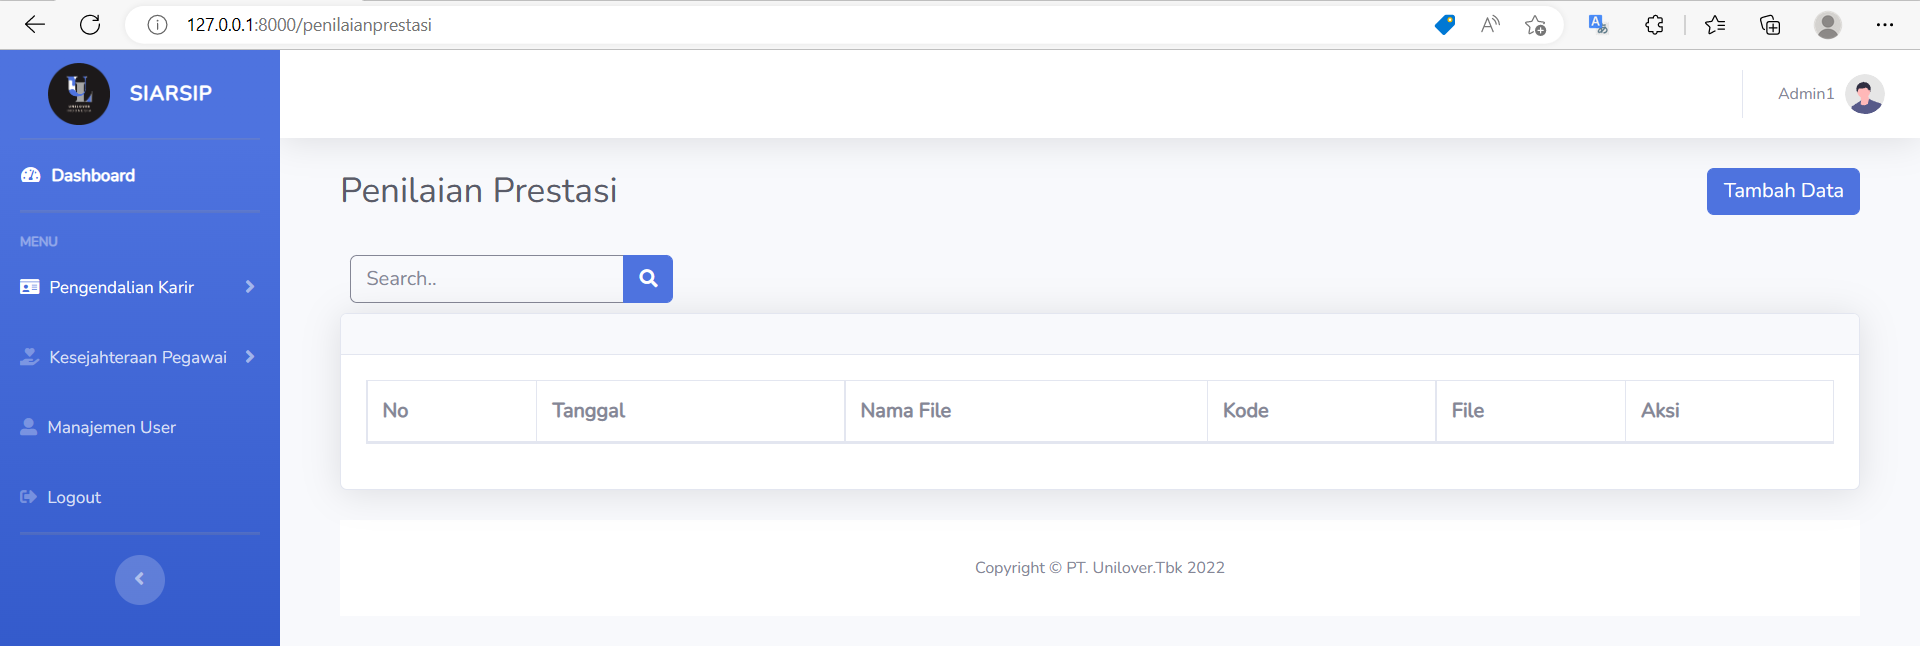 127.0.0.1:8000/penilaianprestasi
SIARSIP
Admin1
Dashboard
MENU
Pengendalian Karir
Kesejahteraan Pegawai
Manajemen User
Logout
Penilaian Prestasi
Tambah Data
Search..
No Tanggal Nama File Kode File Aksi
Copyright © PT. Unilover.Tbk 2022